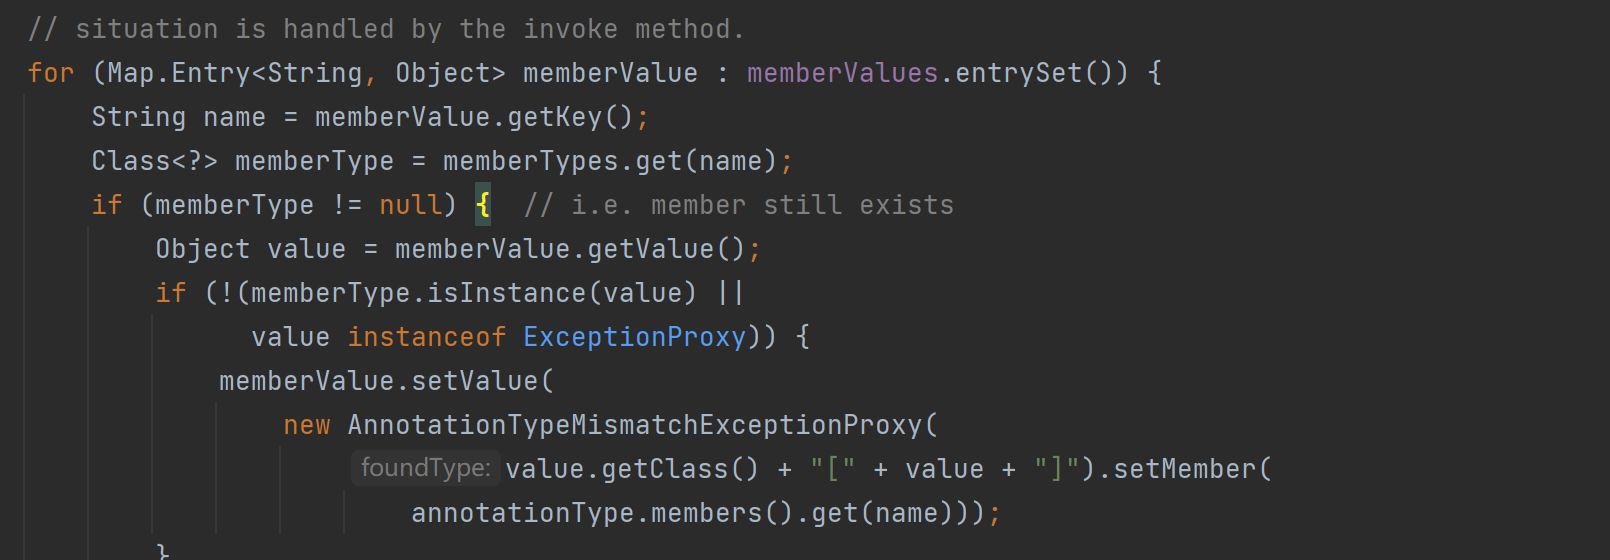 // situation is handled by the invoke method.
for (Map.Entry<String, Object> memberValue : memberValues.entrySet()) {
String name = memberValue.getKey();
Class<?> memberType = memberTypes.get(name);
if (memberType != null) {  // i.e. member still exists
Object value = memberValue.getValue();
if (!(memberType.isInstance(value) ||
value instanceof ExceptionProxy)) {
memberValue.setValue(
new AnnotationTypeMismatchExceptionProxy(
foundType: value.getClass() + "[" + value + "]").setMember(
annotationType.members().get(name)));
}